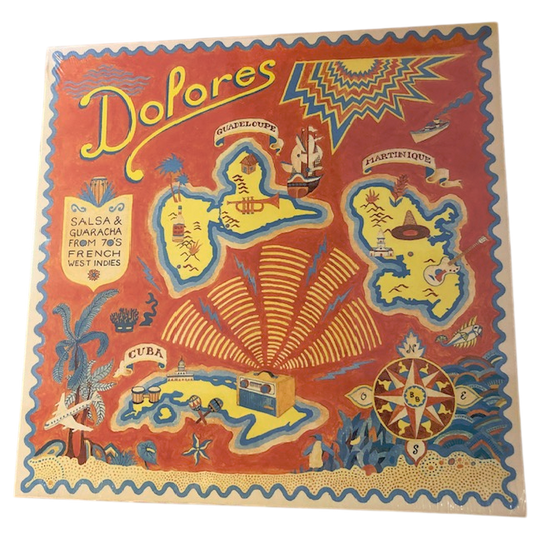 Dolores
GUADELOUPE
MARTINIQUE
SALSA &
GUARACHA
FROM 70'S
FRENCH
WEST INDIES
CUBA
N
O
E
S